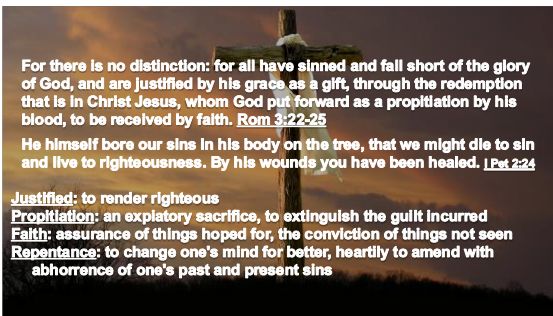 For there is no distinction: for all have sinned and fall short of the glory
of God, and are justified by his grace as a gift, through the redemption
that is in Christ Jesus, whom God put forward as a propitiation by his
blood, to be received by faith. Rom 3:22-25
He himself bore our sins in his body on the tree, that we might die to sin
and live to righteousness. By his wounds you have been healed. I Pet 2:24
Justified: to render righteous
Propitiation: an expiatory sacrifice, to extinguish the guilt incurred
Faith: assurance of things hoped for, the conviction of things not seen
Repentance: to change one's mind for better, heartily to amend with
abhorrence of one's past and present sins